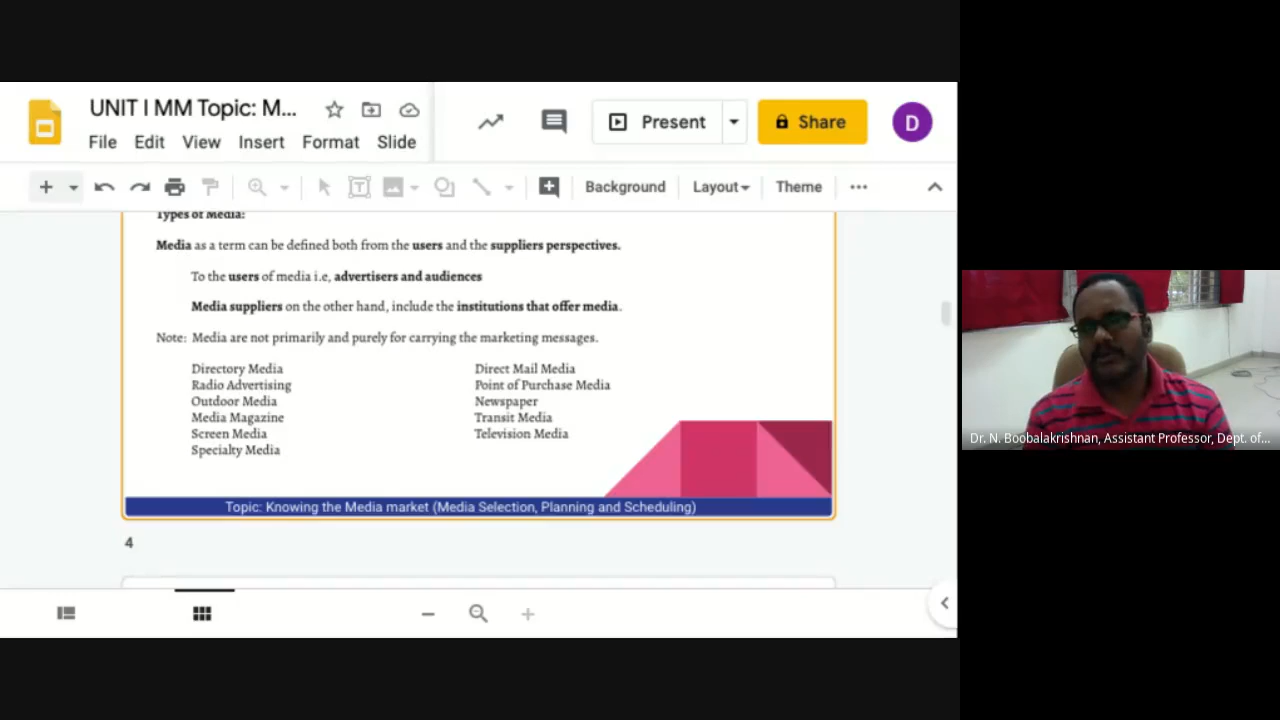 UNIT I MM Topic: M...
File Edit View Insert Format Slide
Present
Share
D
Background Layout Theme
Types of Media:
Media as a term can be defined both from the users and the suppliers perspectives.
To the users of media i.e, advertisers and audiences
Media suppliers on the other hand, include the institutions that offer media.
Note: Media are not primarily and purely for carrying the marketing messages.
Directory Media
Radio Advertising
Outdoor Media
Media Magazine
Screen Media
Specialty Media
Direct Mail Media
Point of Purchase Media
Newspaper
Transit Media
Television Media
Topic: Knowing the Media market (Media Selection, Planning and Scheduling)
4
Dr. N. Boobalakrishnan, Assistant Professor, Dept. of...